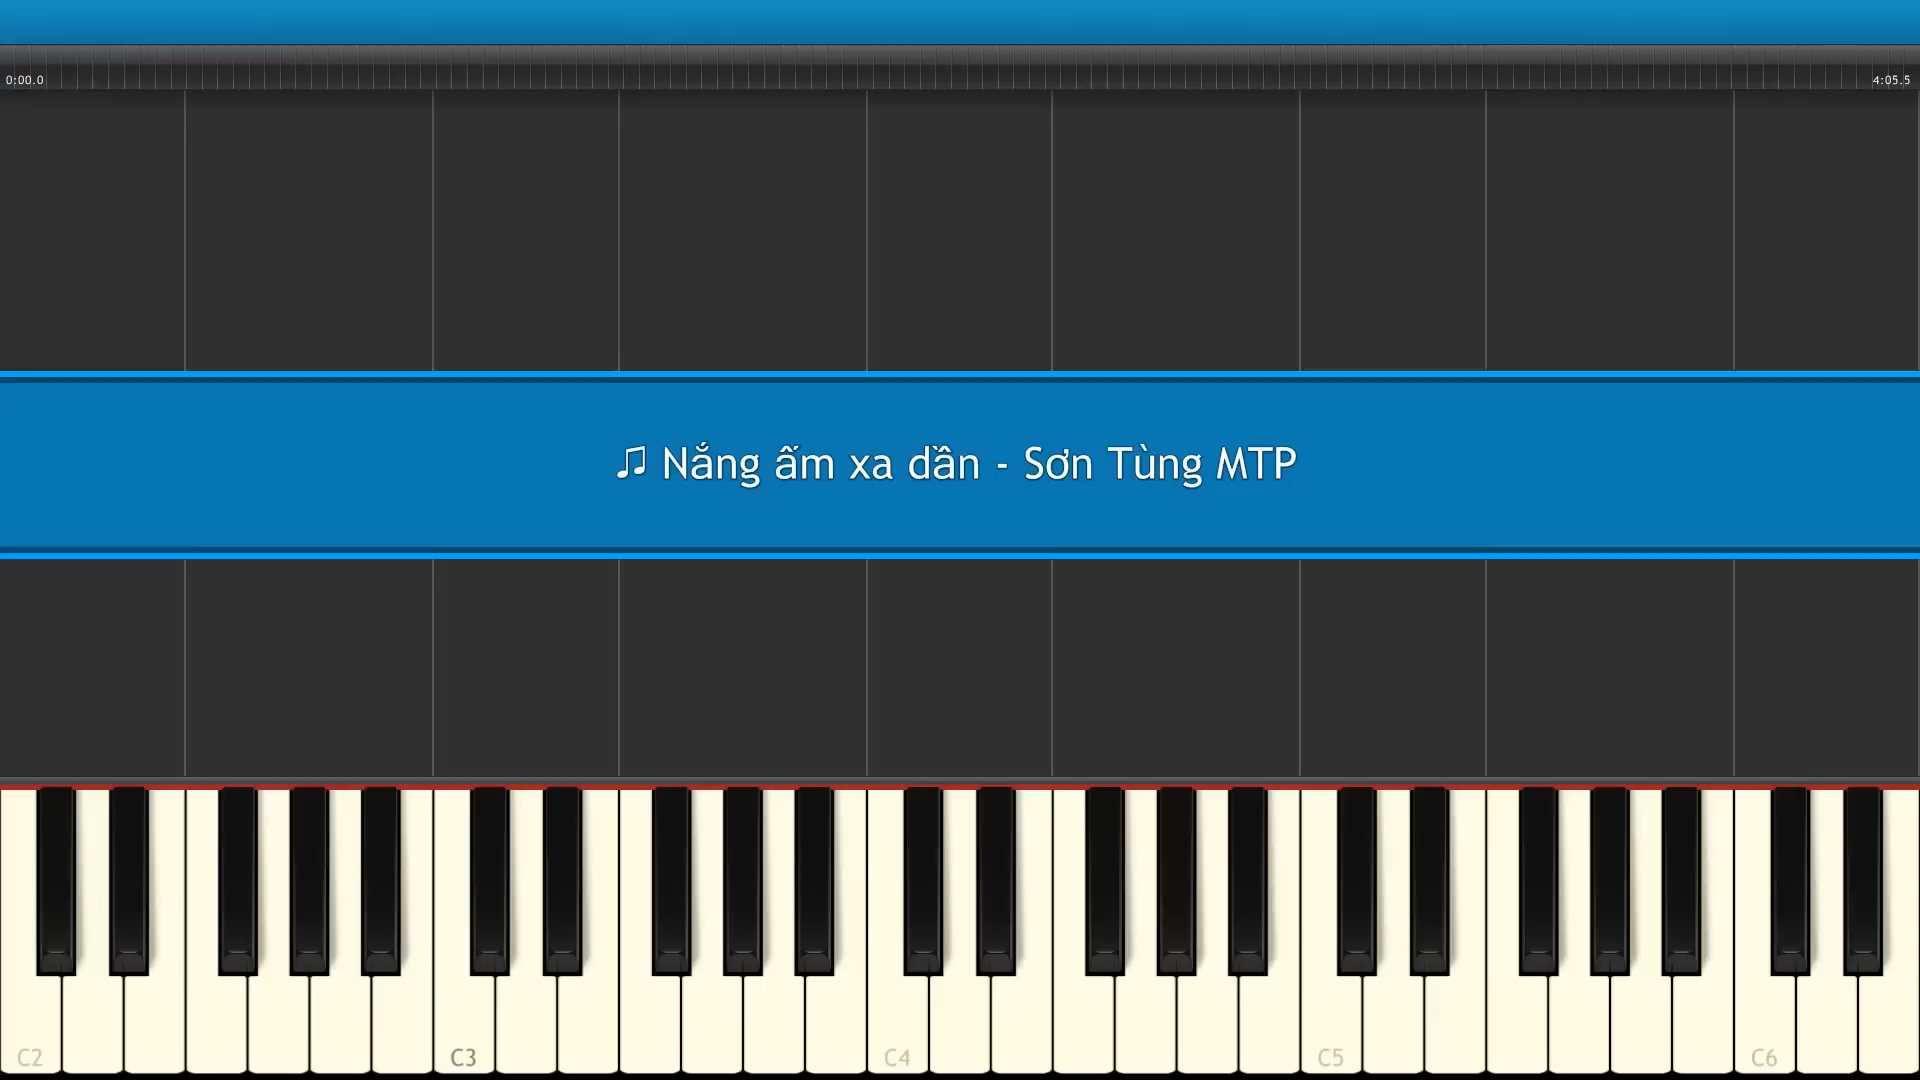 0:00.0
4:05.5
♫ Nắng ấm xa dần - Sơn Tùng MTP
C2
C3
C4
C5
C6